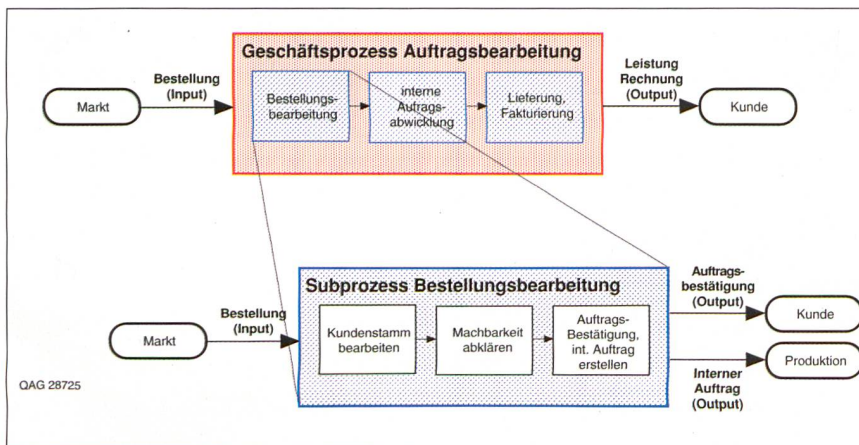 Geschäftsprozess Auftragsbearbeitung
Bestellung
(Input)
Markt
Bestellungs-
bearbeitung
interne
Auftrags-
abwicklung
Lieferung,
Fakturierung
Leistung
Rechnung
(Output)
Kunde
Subprozess Bestellungsbearbeitung
Bestellung
(Input)
Markt
Kundenstamm
bearbeiten
Machbarkeit
abklären
Auftrags-
Bestätigung,
int. Auftrag
erstellen
Auftrags-
bestätigung
(Output)
Kunde
Produktion
Interner
Auftrag
(Output)
QAG 28725